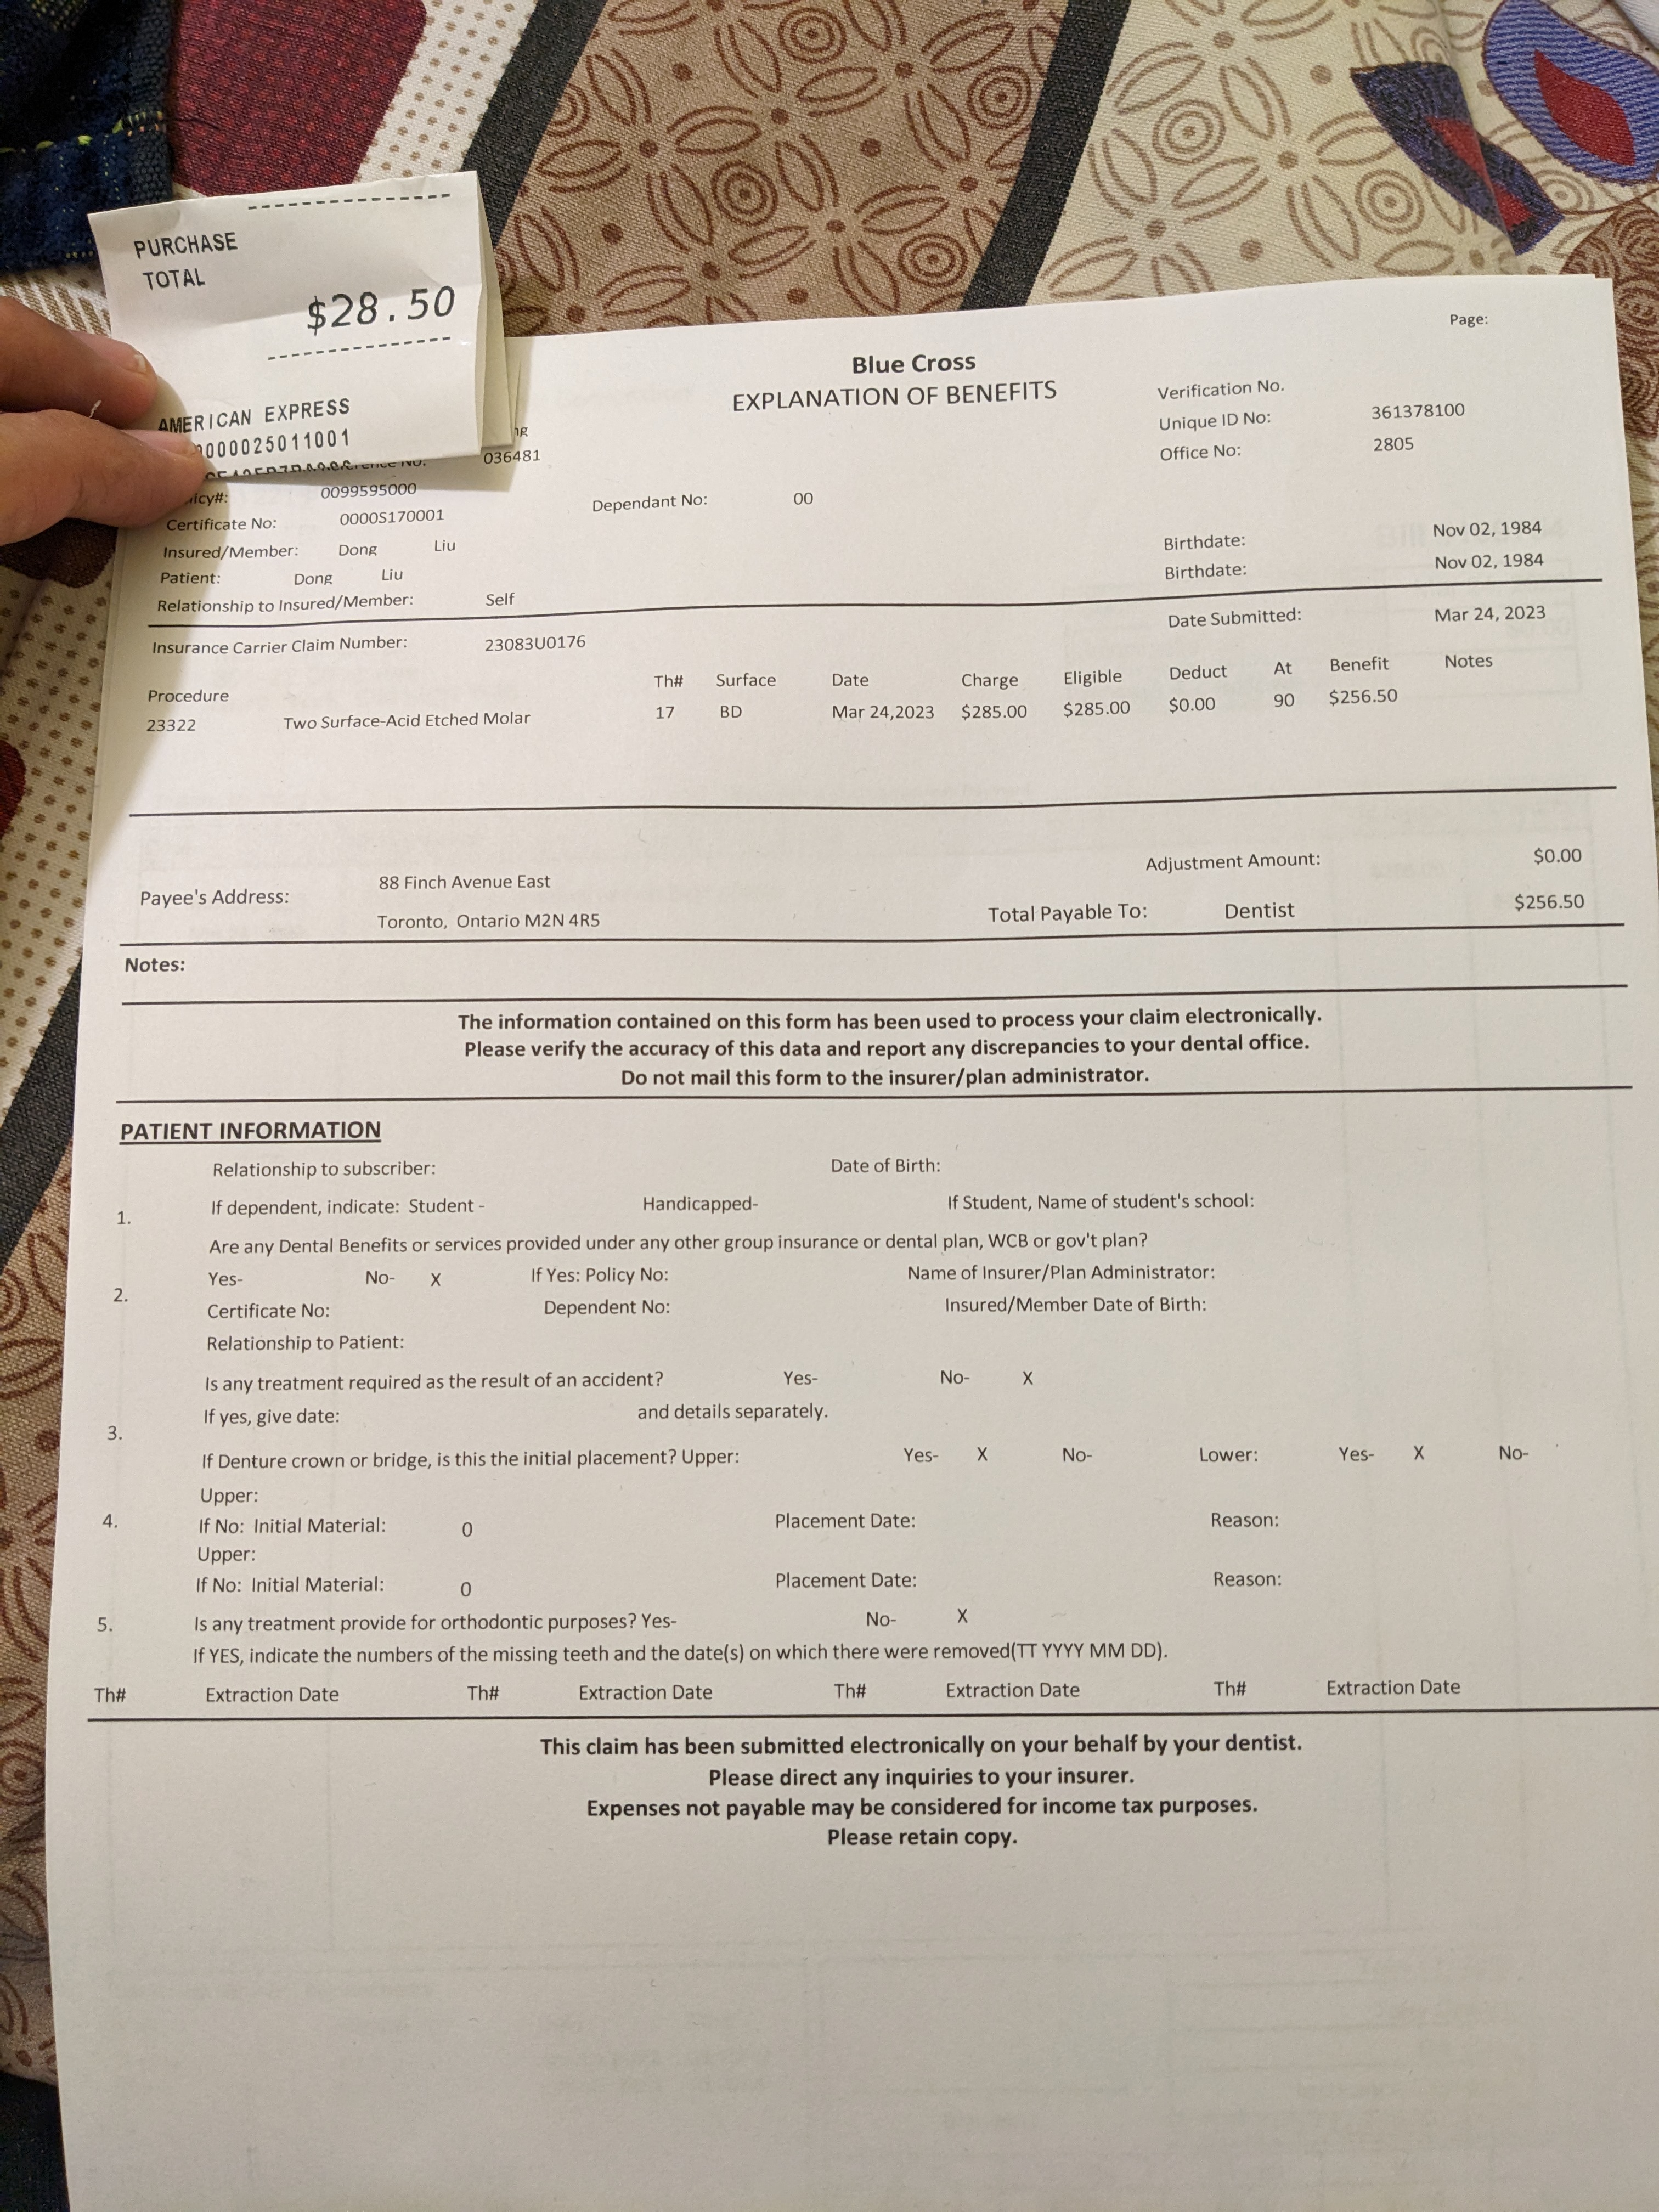 PURCHASE
TOTAL
$28.50
AMERICAN EXPRESS
0000025011001
Page:
Blue Cross
EXPLANATION OF BENEFITS
Verification No.
Unique ID No: 361378100
Office No: 2805
036481
0099595000
Certificate No: 0000S170001 Dependant No: 00
Insured/Member: Dong Liu Birthdate: Nov 02, 1984
Patient: Dong Liu Birthdate: Nov 02, 1984
Relationship to Insured/Member: Self
Insurance Carrier Claim Number: 23083U0176 Date Submitted: Mar 24, 2023
Procedure Th# Surface Date Charge Eligible Deduct At Benefit Notes
23322 Two Surface-Acid Etched Molar 17 BD Mar 24,2023 $285.00 $285.00 $0.00 90 $256.50
Adjustment Amount: $0.00
Payee's Address: 88 Finch Avenue East
Toronto, Ontario M2N 4R5 Total Payable To: Dentist $256.50
Notes:
The information contained on this form has been used to process your claim electronically.
Please verify the accuracy of this data and report any discrepancies to your dental office.
Do not mail this form to the insurer/plan administrator.
PATIENT INFORMATION
Relationship to subscriber: Date of Birth:
1. If dependent, indicate: Student - Handicapped- If Student, Name of student's school:
Are any Dental Benefits or services provided under any other group insurance or dental plan, WCB or gov't plan?
2. Yes- No- X If Yes: Policy No: Name of Insurer/Plan Administrator:
Certificate No: Dependent No: Insured/Member Date of Birth:
Relationship to Patient:
Is any treatment required as the result of an accident? Yes- No- X
If yes, give date: and details separately.
3. If Denture crown or bridge, is this the initial placement? Upper: Yes- X No- Lower: Yes- X No-
Upper:
4. If No: Initial Material: 0 Placement Date: Reason:
Upper:
If No: Initial Material: 0 Placement Date: Reason:
5. Is any treatment provide for orthodontic purposes? Yes- No- X
If YES, indicate the numbers of the missing teeth and the date(s) on which there were removed(TT YYYY MM DD).
Th# Extraction Date Th# Extraction Date Th# Extraction Date Th# Extraction Date
This claim has been submitted electronically on your behalf by your dentist.
Please direct any inquiries to your insurer.
Expenses not payable may be considered for income tax purposes.
Please retain copy.